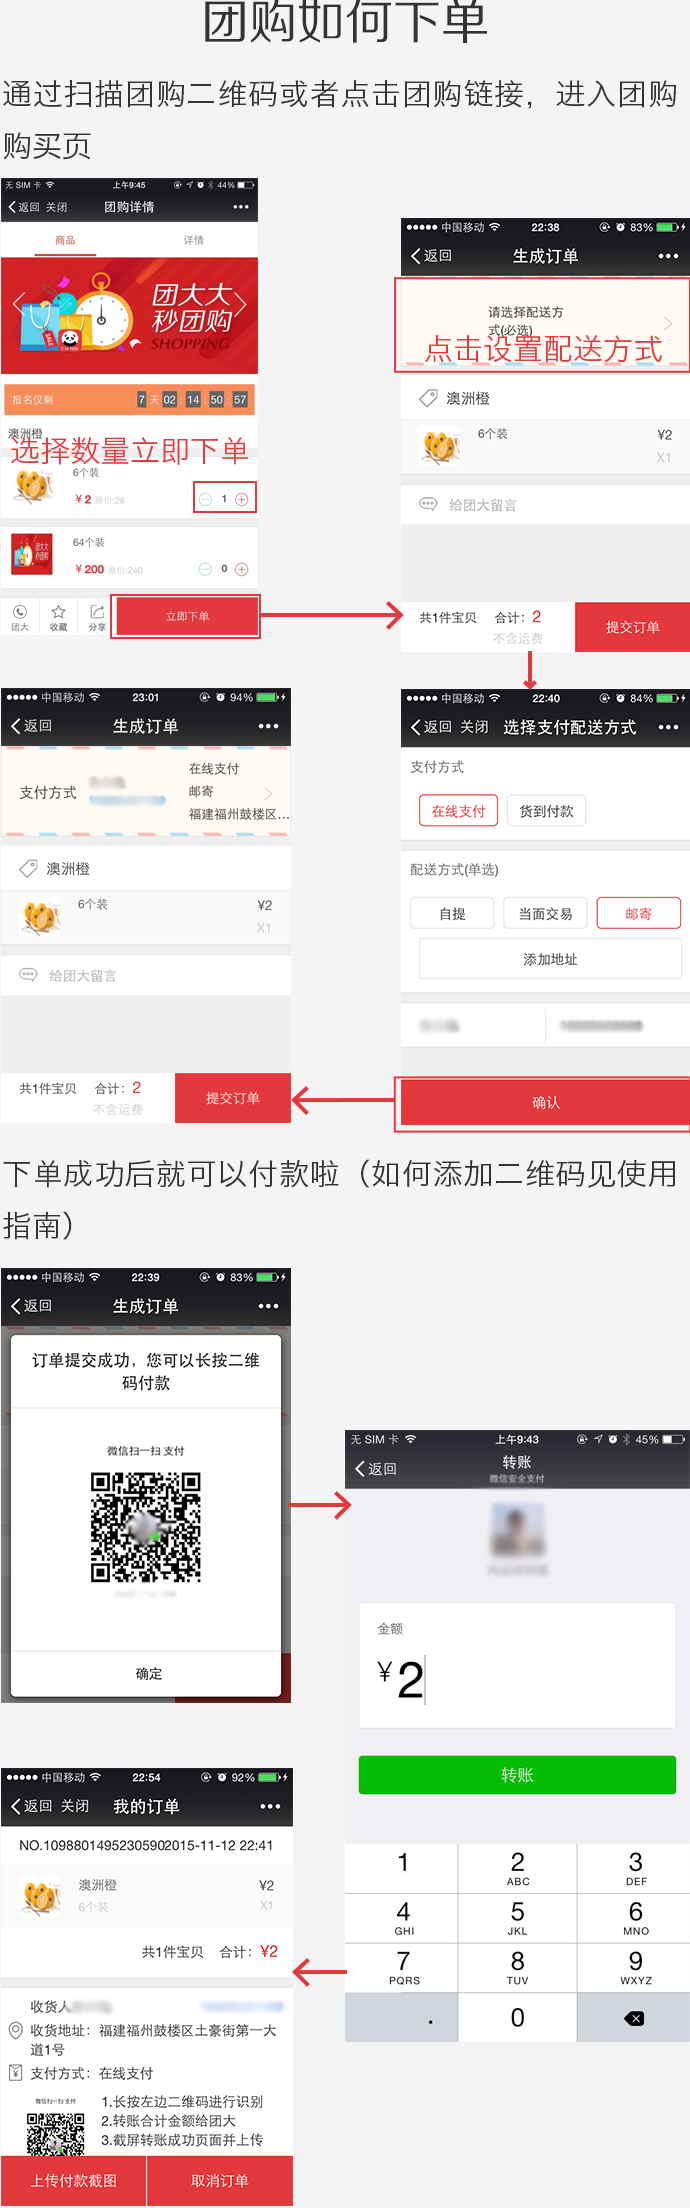 团购如何下单
通过扫描团购二维码或者点击团购链接，进入团购
购买页
无 SIM 卡 上午9:45 44%
返回 关闭 团购详情
商品 详情
团大大
秒团购
SHOPPING
SALE
报名仅剩 7 天 02 : 14 : 50 : 57
澳洲橙
选择数量立即下单
6个装
¥2 原价:28 1
团大大
秒团购
64个装
¥200 原价:240 0
团大 收藏 分享 立即下单
中国移动 22:38 83%
返回 生成订单
请选择配送方
式(必选)
点击设置配送方式
澳洲橙
6个装 ¥2
X1
给团大留言
共1件宝贝 合计：2
不含运费
提交订单
中国移动 22:40 84%
返回 关闭 选择支付配送方式
支付方式
在线支付 货到付款
配送方式(单选)
自提 当面交易 邮寄
添加地址
确认
中国移动 23:01 94%
返回 生成订单
支付方式
在线支付
邮寄
福建福州鼓楼区...
澳洲橙
6个装 ¥2
X1
给团大留言
共1件宝贝 合计：2
不含运费
提交订单
下单成功后就可以付款啦（如何添加二维码见使用
指南）
中国移动 22:39 83%
返回 生成订单
订单提交成功，您可以长按二维
码付款
微信扫一扫 支付
确定
无 SIM 卡 上午9:43 45%
返回 转账
微信安全支付
金额
¥2
转账
1 2 3
ABC DEF
4 5 6
GHI JKL MNO
7 8 9
PQRS TUV WXYZ
. 0
中国移动 22:54 92%
返回 关闭 我的订单
NO.10988014952305902015-11-12 22:41
澳洲橙 ¥2
6个装 X1
共1件宝贝 合计：¥2
收货人
收货地址：福建福州鼓楼区土豪街第一大
道1号
支付方式：在线支付
微信扫一扫 支付
1.长按左边二维码进行识别
2.转账合计金额给团大
3.截屏转账成功页面并上传
上传付款截图 取消订单